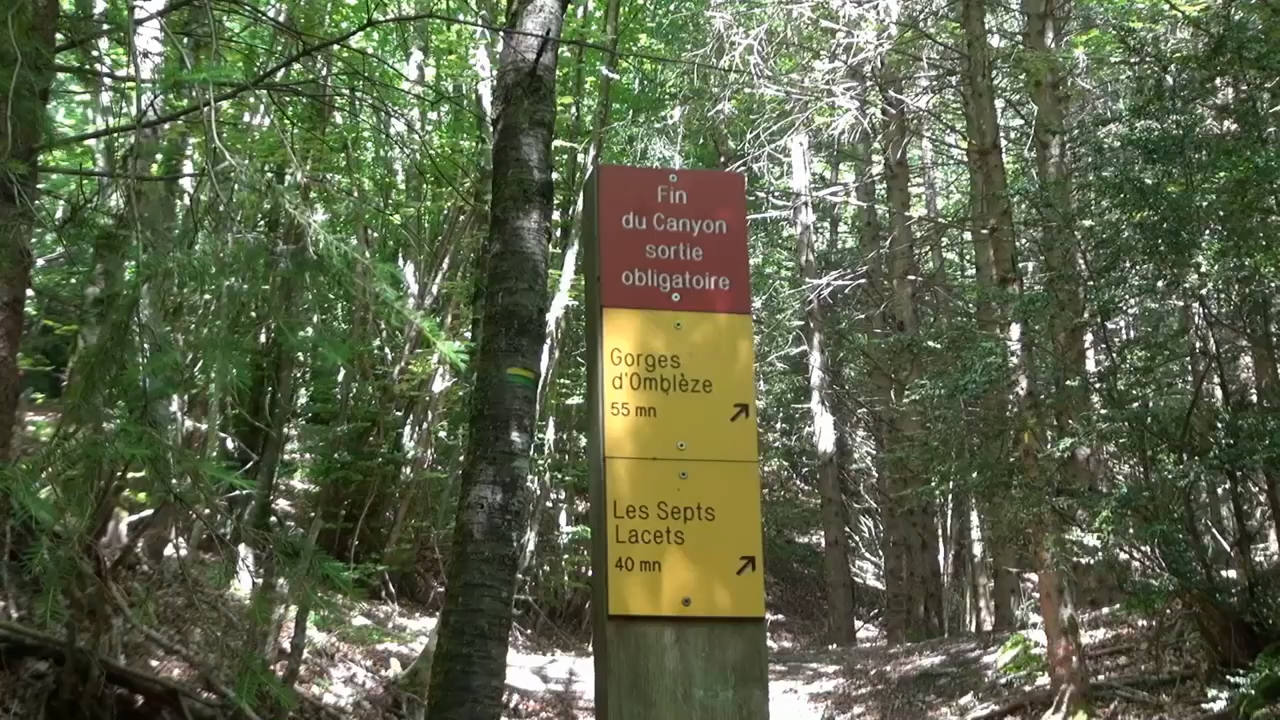 Fin
du Canyon
sortie
obligatoire
Gorges
d'Omblèze
55 mn
Les Septs
Lacets
40 mn